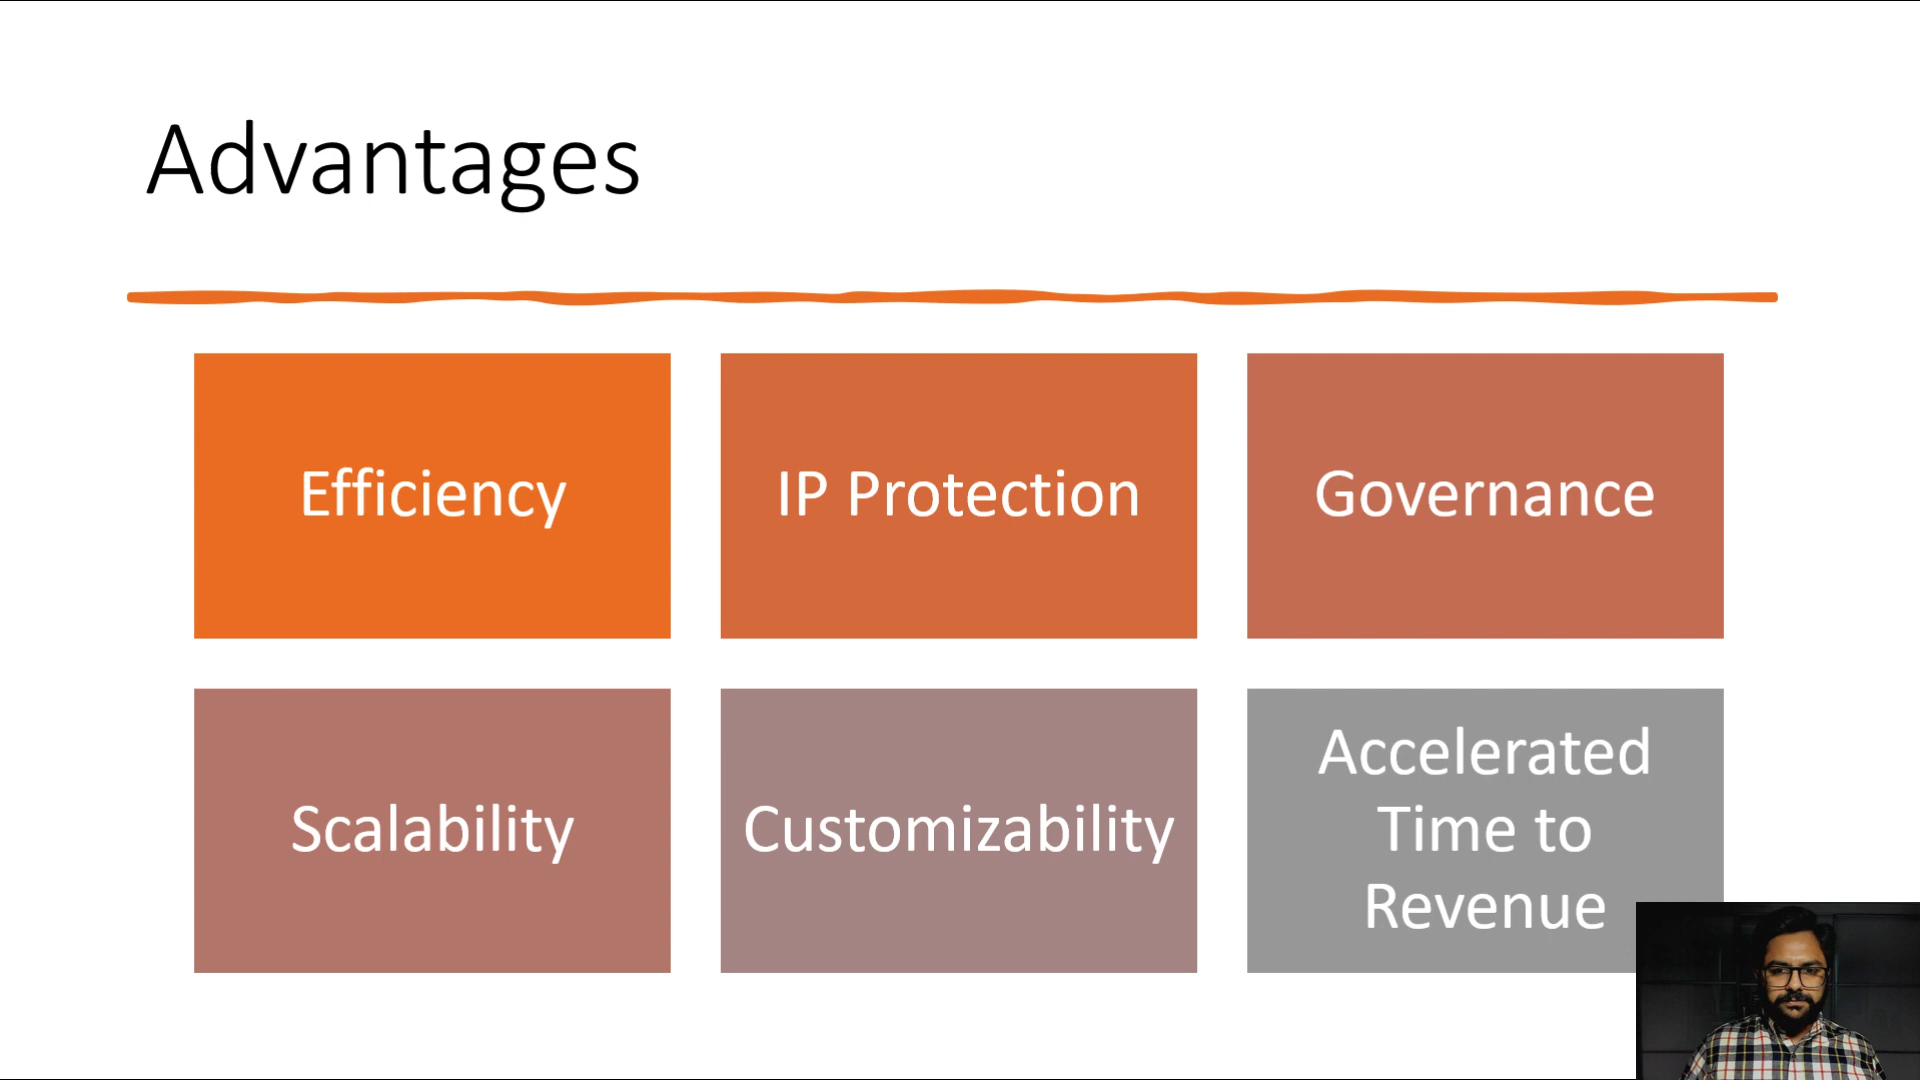 Advantages
Efficiency
IP Protection
Governance
Scalability
Customizability
Accelerated
Time to
Revenue